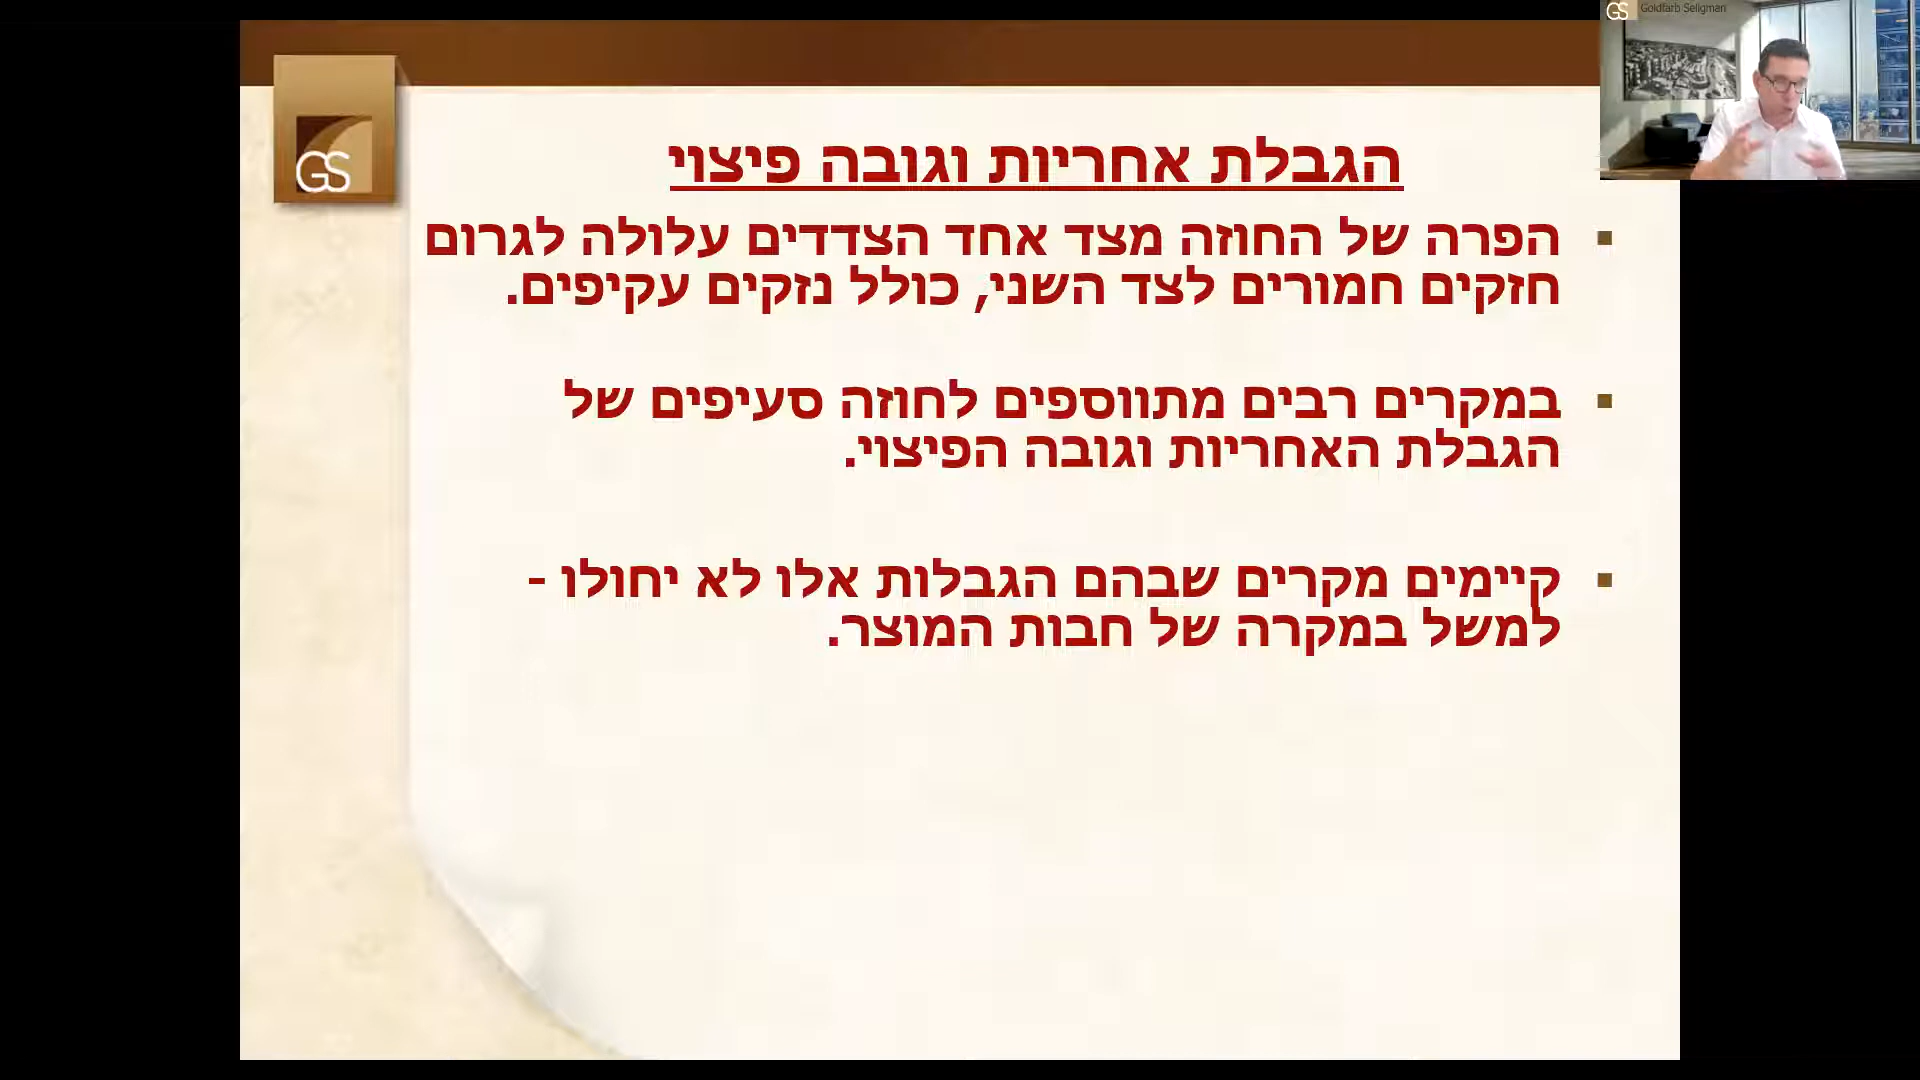 GS Goldfarb Seligman
GS
הגבלת אחריות וגובה פיצוי
▪ הפרה של החוזה מצד אחד הצדדים עלולה לגרום
חזקים חמורים לצד השני, כולל נזקים עקיפים.
▪ במקרים רבים מתווספים לחוזה סעיפים של
הגבלת האחריות וגובה הפיצוי.
▪ קיימים מקרים שבהם הגבלות אלו לא יחולו -
למשל במקרה של חבות המוצר.